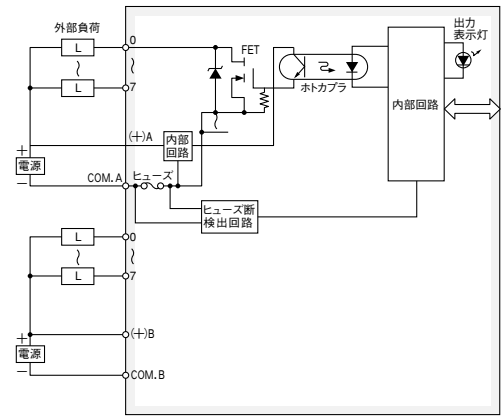 外部負荷
L
0
L
7
FET
ホトカプラ
出力
表示灯
内部回路
(+)A
内部
回路
+
電源
−
COM.A
ヒューズ
ヒューズ断
検出回路
L
0
L
7
+
(+)B
電源
−
COM.B